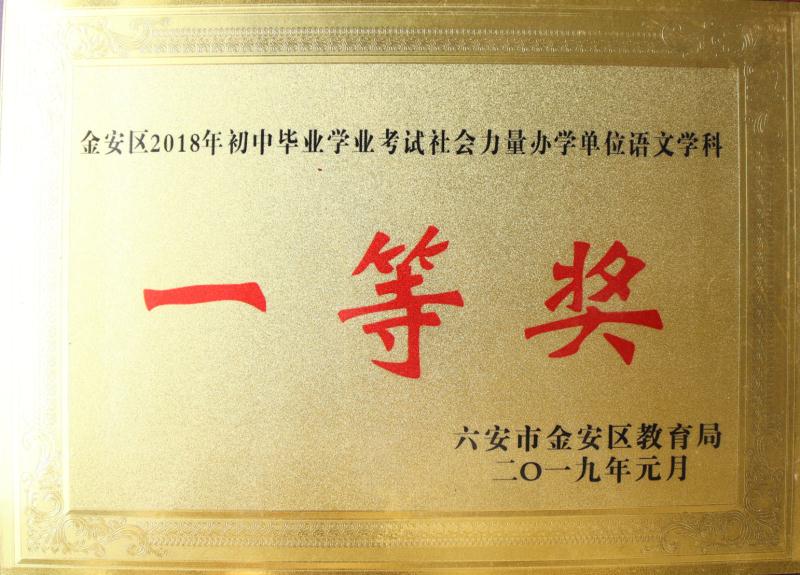 金安区2018年初中毕业学业考试社会力量办学单位语文学科
一等奖
六安市金安区教育局
二〇一九年元月